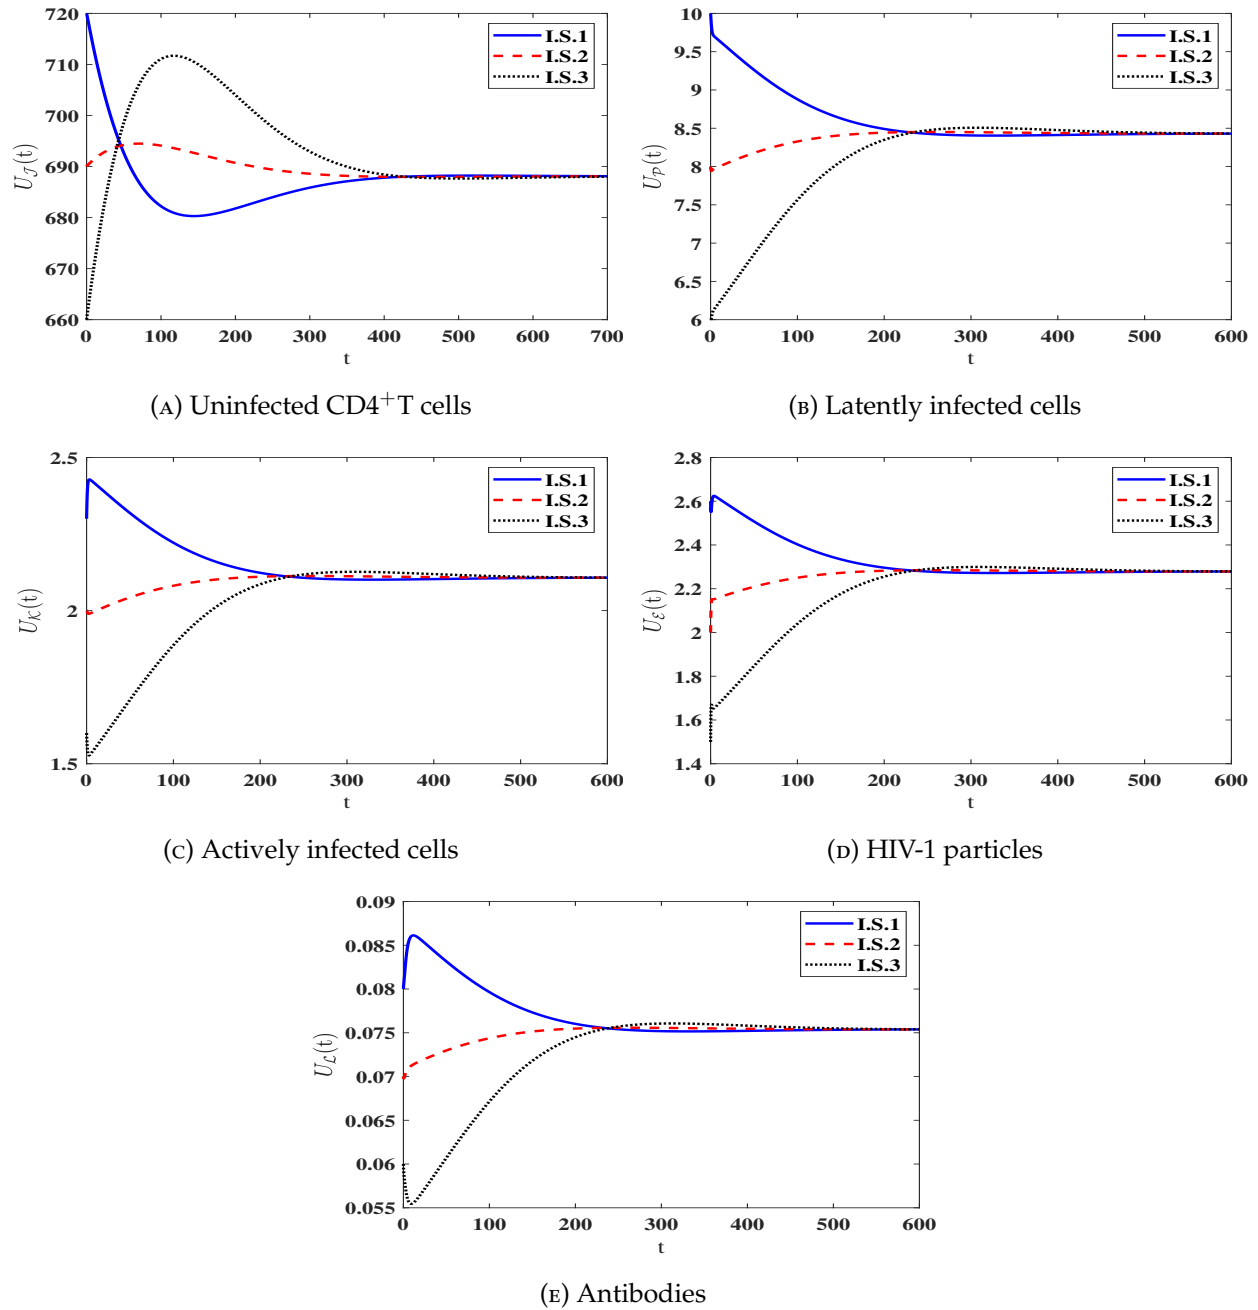 720
710
700
690
680
670
660
U_𝒥(t)
I.S.1
I.S.2
I.S.3
0 100 200 300 400 500 600 700
t
(A) Uninfected CD4+T cells
10
9.5
9
8.5
8
7.5
7
6.5
6
U_𝒫(t)
I.S.1
I.S.2
I.S.3
0 100 200 300 400 500 600
t
(B) Latently infected cells
2.5
2
1.5
U_𝒦(t)
I.S.1
I.S.2
I.S.3
0 100 200 300 400 500 600
t
(C) Actively infected cells
2.8
2.6
2.4
2.2
2
1.8
1.6
1.4
U_ℰ(t)
I.S.1
I.S.2
I.S.3
0 100 200 300 400 500 600
t
(D) HIV-1 particles
0.09
0.085
0.08
0.075
0.07
0.065
0.06
0.055
U_ℒ(t)
I.S.1
I.S.2
I.S.3
0 100 200 300 400 500 600
t
(E) Antibodies